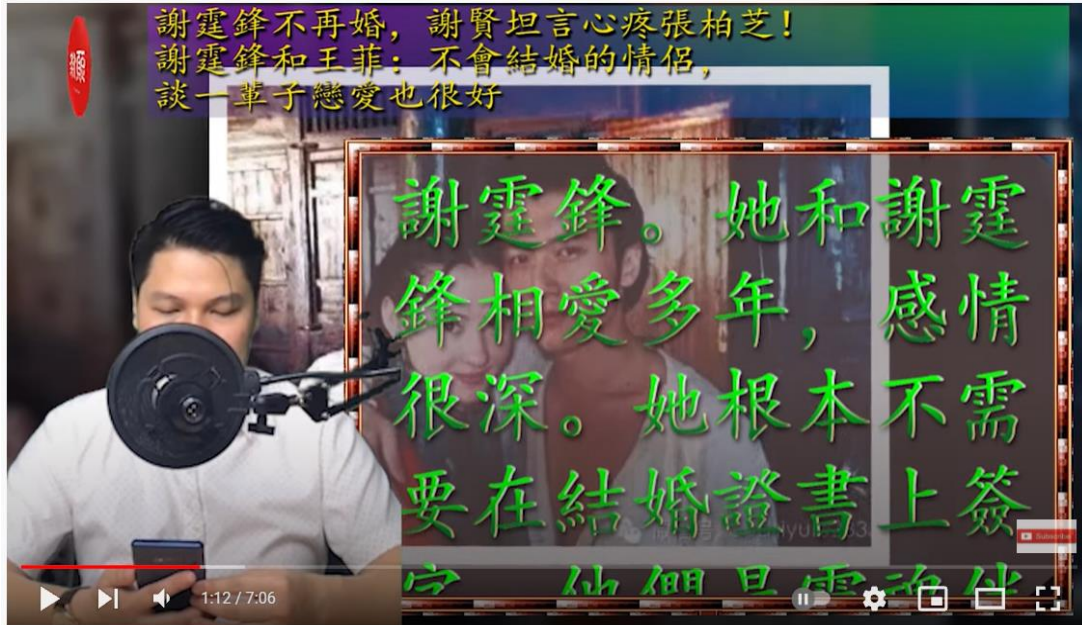 謝霆鋒不再婚，謝賢坦言心疼張柏芝！
謝霆鋒和王菲：不會結婚的情侶，
談一輩子戀愛也很好
謝霆鋒。她和謝霆
鋒相愛多年，感情
很深。她根本不需
要在結婚證書上簽
Subscribe
1:12 / 7:06